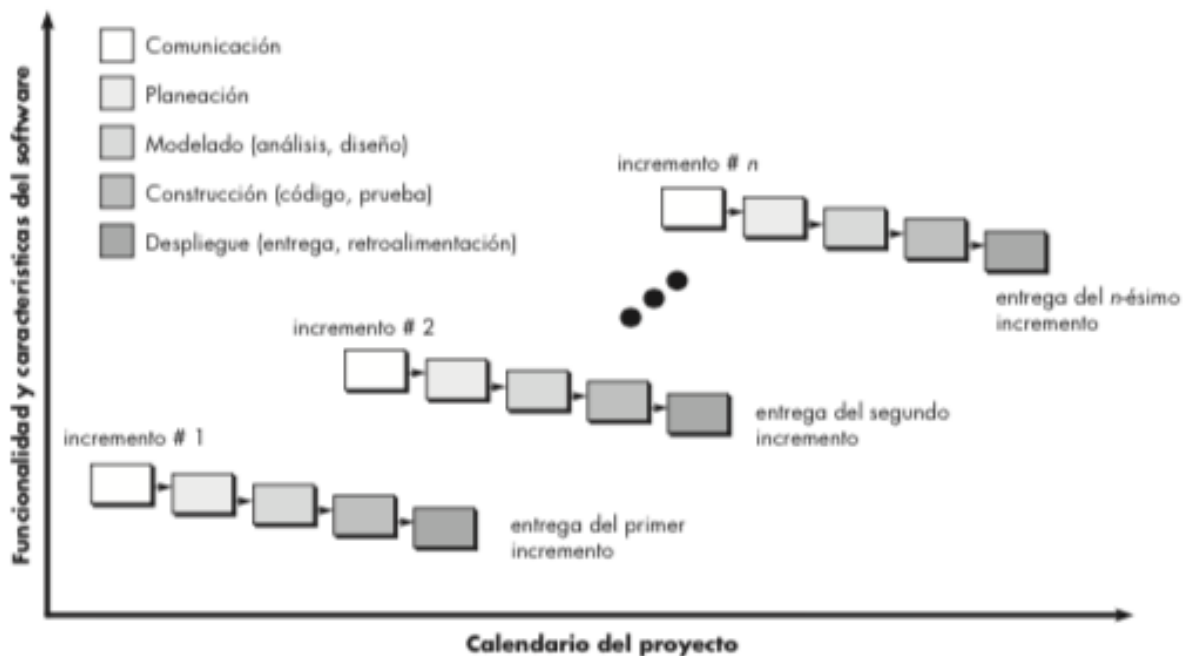 Funcionalidad y características del software
Comunicación
Planeación
Modelado (análisis, diseño)
Construcción (código, prueba)
Despliegue (entrega, retroalimentación)
incremento # n
entrega del n-ésimo
incremento
incremento # 2
entrega del segundo
incremento
incremento # 1
entrega del primer
incremento
Calendario del proyecto